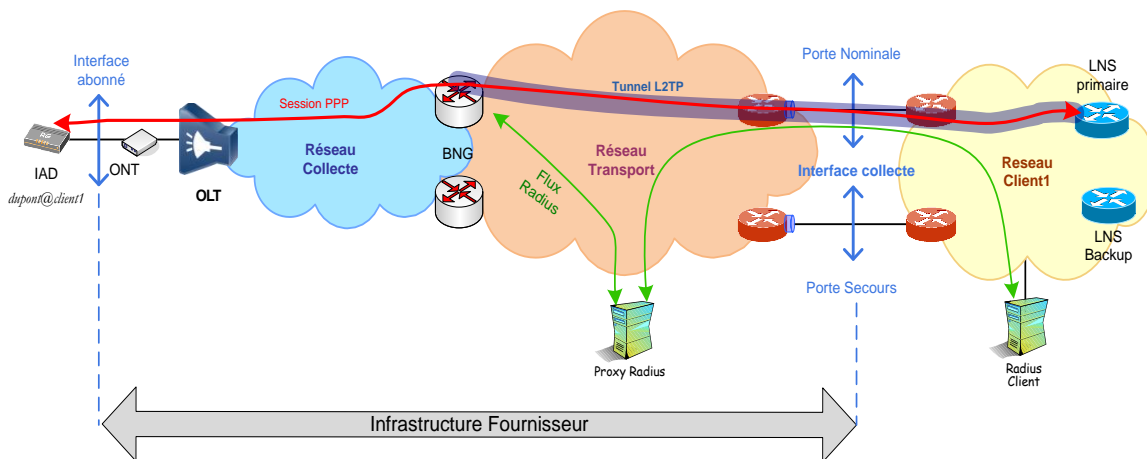 Interface
abonné
Porte Nominale
LNS
primaire
Tunnel L2TP
Session PPP
RG
IAD
ONT
dupont@client1
OLT
Réseau
Collecte
BNG
Réseau
Transport
Flux
Radius
Interface collecte
Reseau
Client1
LNS
Backup
Porte Secours
Proxy Radius
Radius
Client
Infrastructure Fournisseur